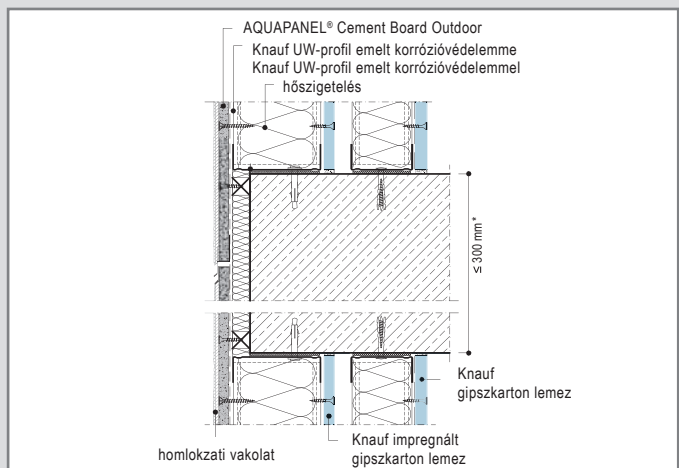 AQUAPANEL® Cement Board Outdoor
Knauf UW-profil emelt korrózióvédelemme
Knauf UW-profil emelt korrózióvédelemmel
hőszigetelés
≤ 300 mm*
Knauf
gipszkarton lemez
Knauf impregnált
gipszkarton lemez
homlokzati vakolat